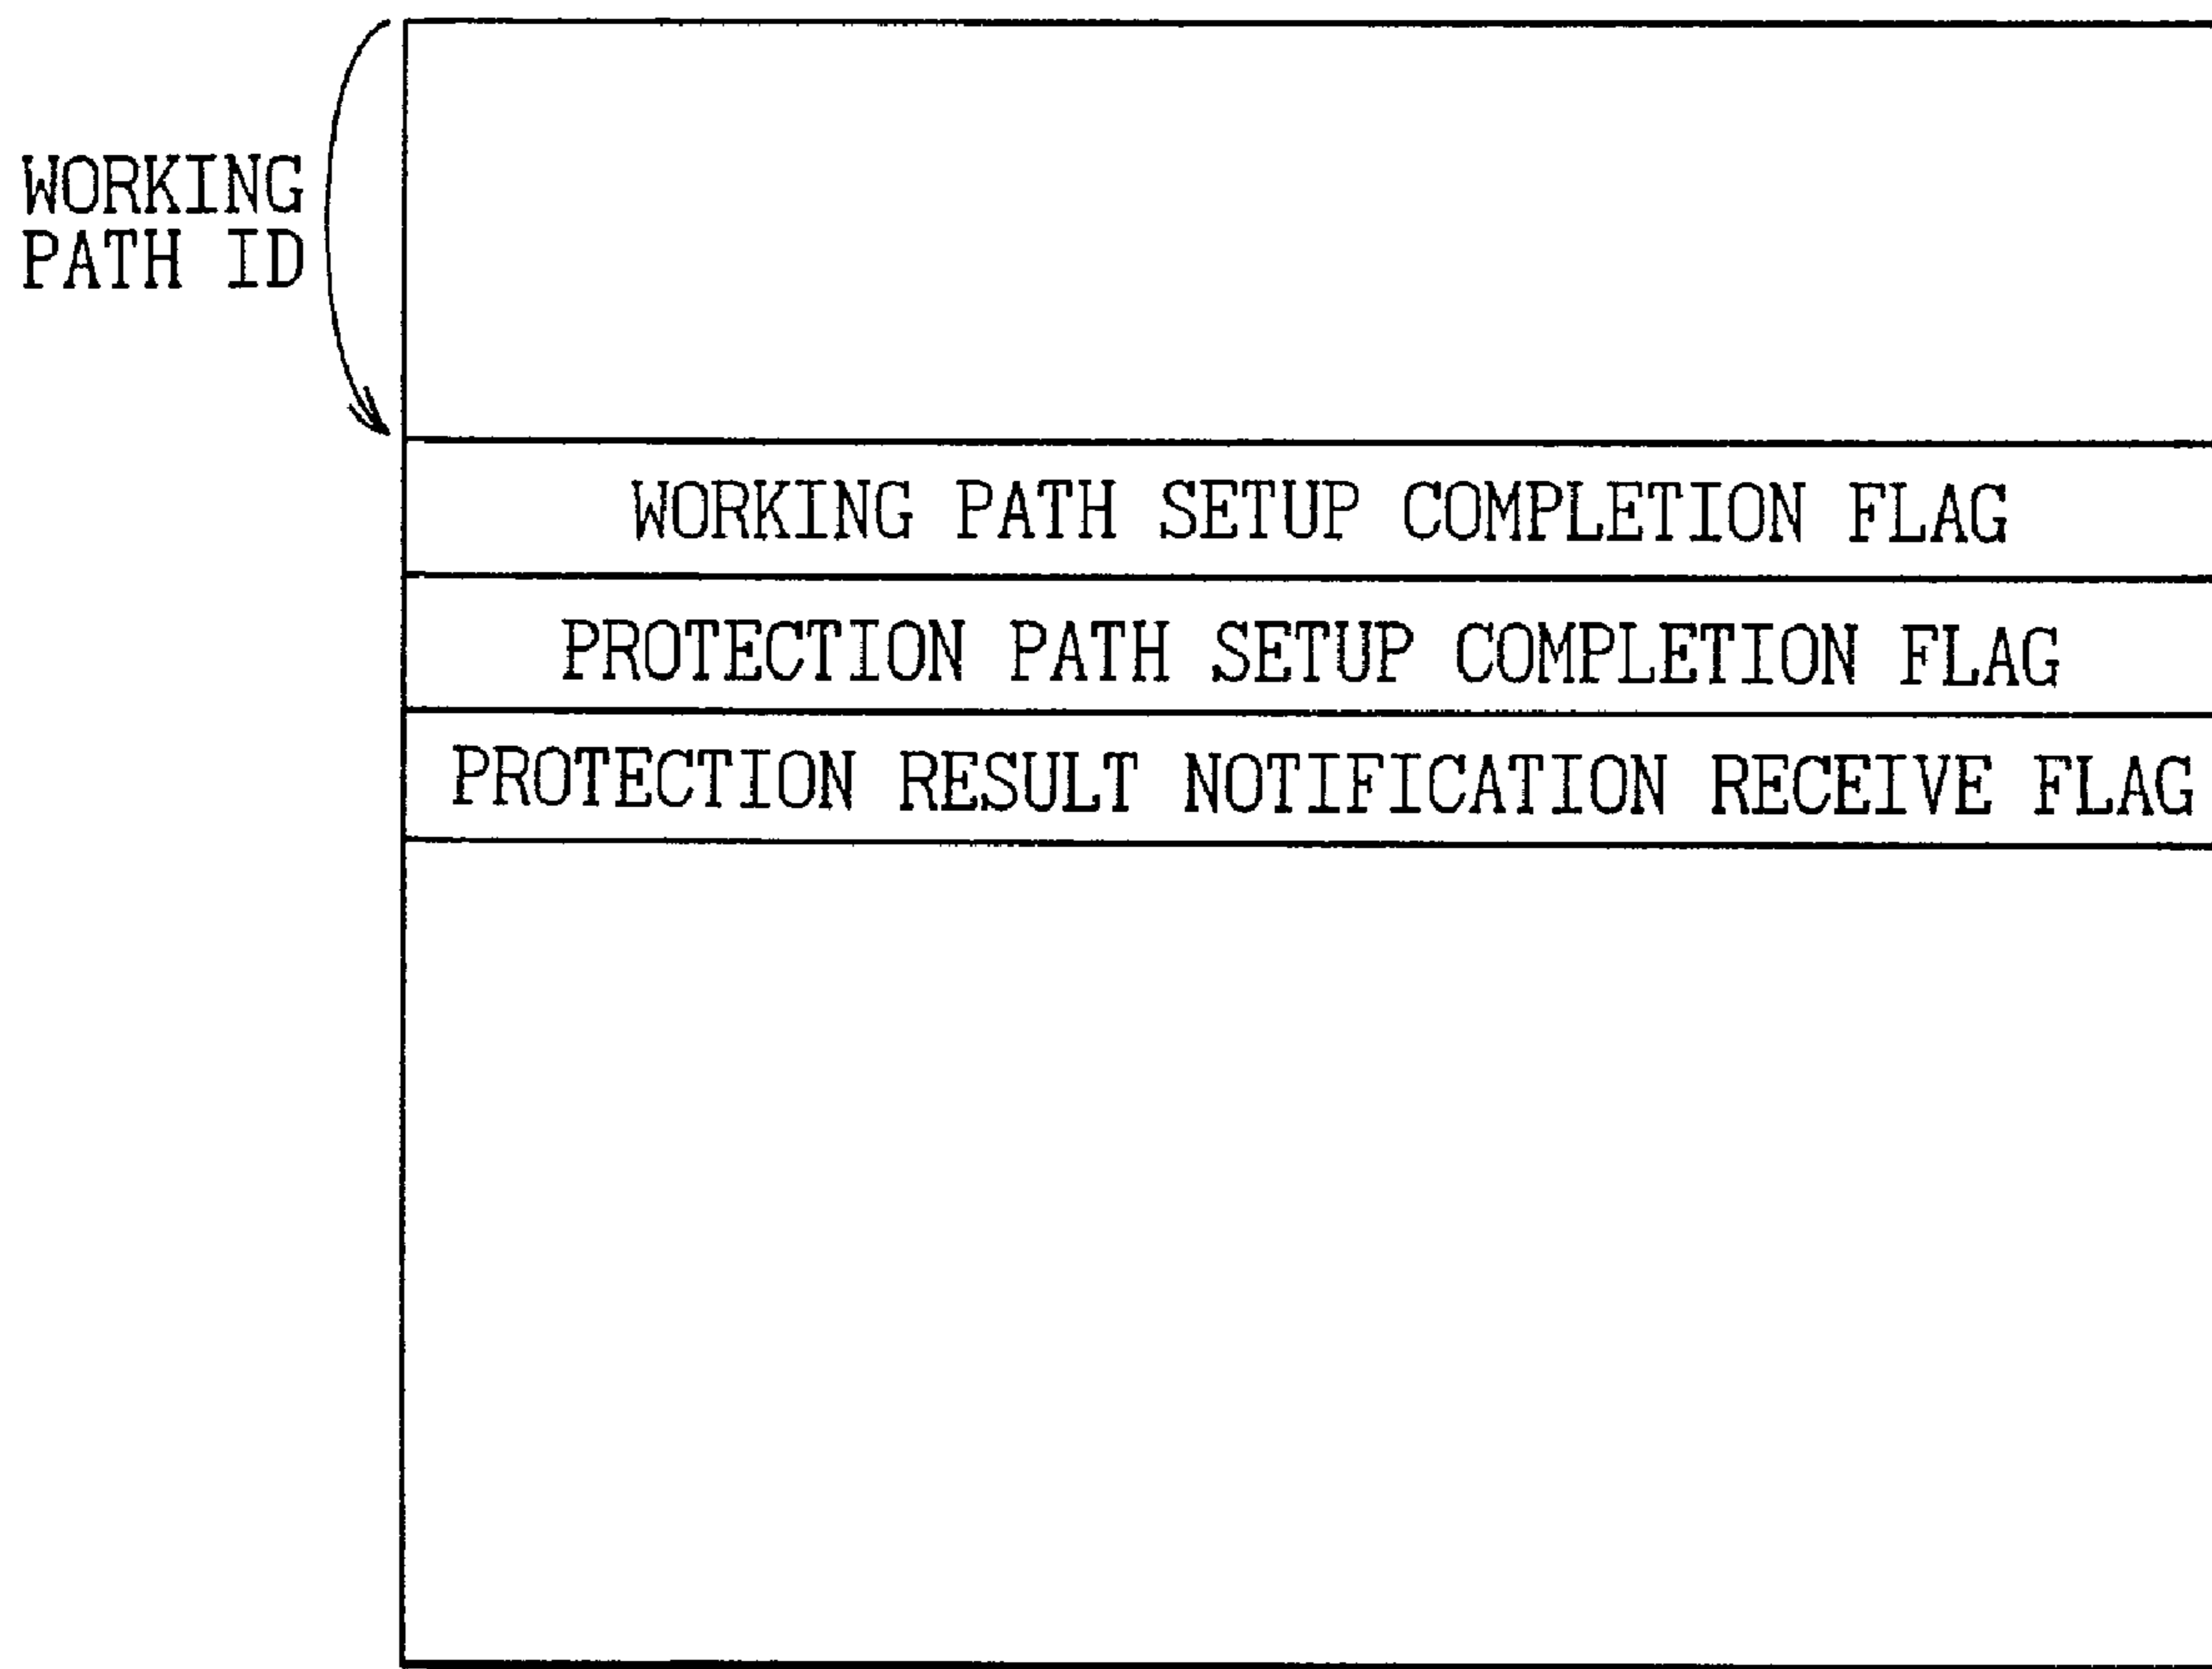 WORKING
PATH ID
WORKING PATH SETUP COMPLETION FLAG
PROTECTION PATH SETUP COMPLETION FLAG
PROTECTION RESULT NOTIFICATION RECEIVE FLAG